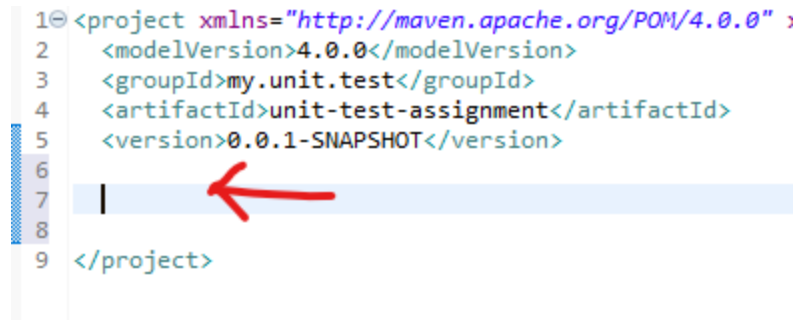 1 <project xmlns="http://maven.apache.org/POM/4.0.0"
2 <modelVersion>4.0.0</modelVersion>
3 <groupId>my.unit.test</groupId>
4 <artifactId>unit-test-assignment</artifactId>
5 <version>0.0.1-SNAPSHOT</version>
6
7
8
9 </project>